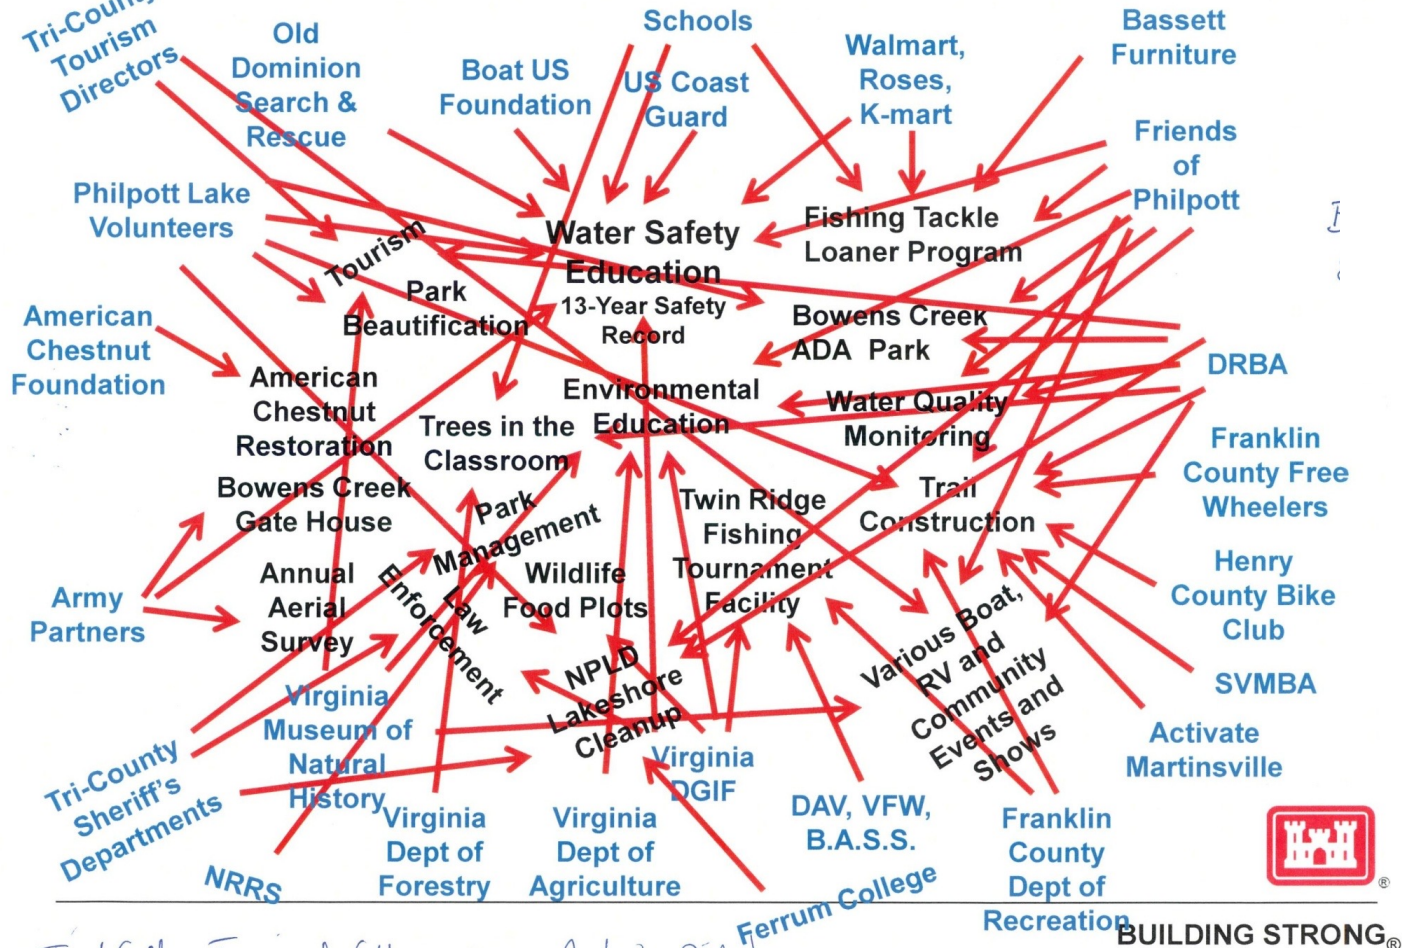 Tri-County
Tourism
Directors
Old
Dominion
Search &
Rescue
Boat US
Foundation
Schools
US Coast
Guard
Walmart,
Roses,
K-mart
Bassett
Furniture
Friends
of
Philpott
Philpott Lake
Volunteers
Tourism
Water Safety
Education
13-Year Safety
Record
Fishing Tackle
Loaner Program
Park
Beautification
Bowens Creek
ADA Park
American
Chestnut
Foundation
DRBA
American
Chestnut
Restoration
Environmental
Education
Water Quality
Monitoring
Trees in the
Classroom
Franklin
County Free
Wheelers
Bowens Creek
Gate House
Park
Management
Twin Ridge
Fishing
Tournament
Facility
Trail
Construction
Army
Partners
Annual
Aerial
Survey
Law
Enforcement
Wildlife
Food Plots
Henry
County Bike
Club
NPLD
Lakeshore
Cleanup
Various Boat,
RV and
Community
Events and
Shows
SVMBA
Virginia
Museum of
Natural
History
Activate
Martinsville
Tri-County
Sheriff's
Departments
Virginia
DGIF
NRRS
Virginia
Dept of
Forestry
Virginia
Dept of
Agriculture
DAV, VFW,
B.A.S.S.
Ferrum College
Franklin
County
Dept of
Recreation
®
BUILDING STRONG®